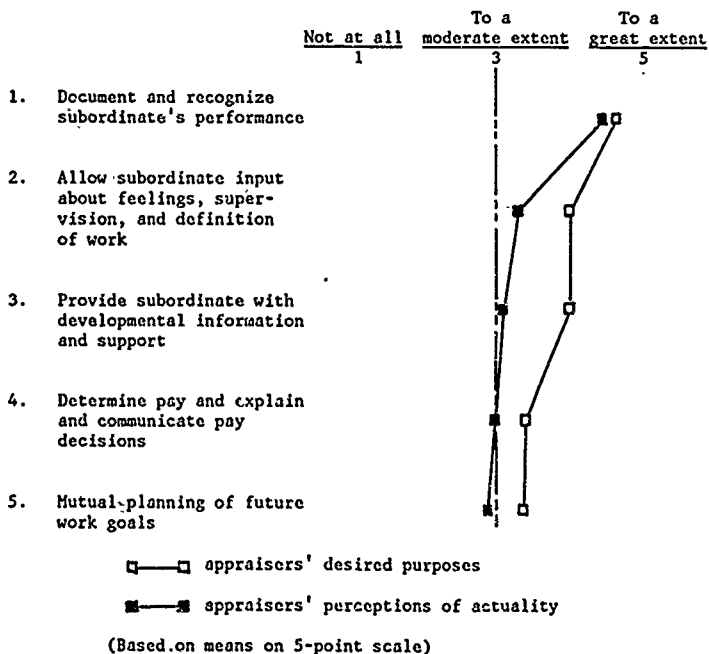 To a To a
Not at all moderate extent great extent
1 3 5
1. Document and recognize
subordinate's performance
2. Allow subordinate input
about feelings, super-
vision, and definition
of work
3. Provide subordinate with
developmental information
and support
4. Determine pay and explain
and communicate pay
decisions
5. Mutual planning of future
work goals
appraisers' desired purposes
appraisers' perceptions of actuality
(Based on means on 5-point scale)